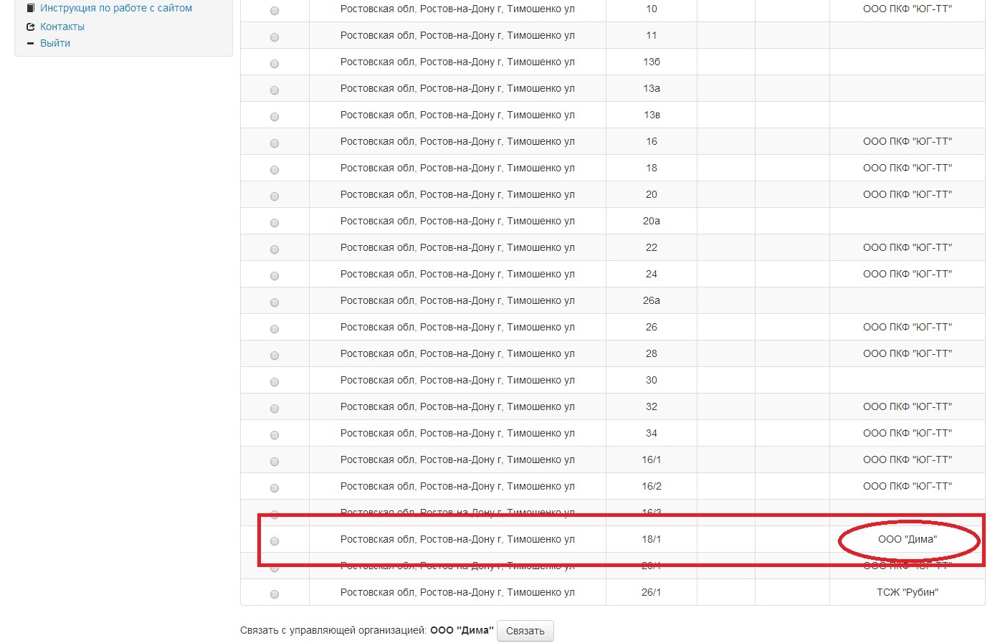 Инструкция по работе с сайтом
Контакты
Выйти
Ростовская обл, Ростов-на-Дону г, Тимошенко ул 10 ООО ПКФ "ЮГ-ТТ"
Ростовская обл, Ростов-на-Дону г, Тимошенко ул 11
Ростовская обл, Ростов-на-Дону г, Тимошенко ул 13б
Ростовская обл, Ростов-на-Дону г, Тимошенко ул 13а
Ростовская обл, Ростов-на-Дону г, Тимошенко ул 13в
Ростовская обл, Ростов-на-Дону г, Тимошенко ул 16 ООО ПКФ "ЮГ-ТТ"
Ростовская обл, Ростов-на-Дону г, Тимошенко ул 18 ООО ПКФ "ЮГ-ТТ"
Ростовская обл, Ростов-на-Дону г, Тимошенко ул 20 ООО ПКФ "ЮГ-ТТ"
Ростовская обл, Ростов-на-Дону г, Тимошенко ул 20а
Ростовская обл, Ростов-на-Дону г, Тимошенко ул 22 ООО ПКФ "ЮГ-ТТ"
Ростовская обл, Ростов-на-Дону г, Тимошенко ул 24 ООО ПКФ "ЮГ-ТТ"
Ростовская обл, Ростов-на-Дону г, Тимошенко ул 26а
Ростовская обл, Ростов-на-Дону г, Тимошенко ул 26 ООО ПКФ "ЮГ-ТТ"
Ростовская обл, Ростов-на-Дону г, Тимошенко ул 28 ООО ПКФ "ЮГ-ТТ"
Ростовская обл, Ростов-на-Дону г, Тимошенко ул 30
Ростовская обл, Ростов-на-Дону г, Тимошенко ул 32 ООО ПКФ "ЮГ-ТТ"
Ростовская обл, Ростов-на-Дону г, Тимошенко ул 34 ООО ПКФ "ЮГ-ТТ"
Ростовская обл, Ростов-на-Дону г, Тимошенко ул 16/1 ООО ПКФ "ЮГ-ТТ"
Ростовская обл, Ростов-на-Дону г, Тимошенко ул 16/2 ООО ПКФ "ЮГ-ТТ"
Ростовская обл, Ростов-на-Дону г, Тимошенко ул 16/3
Ростовская обл, Ростов-на-Дону г, Тимошенко ул 18/1 ООО "Дима"
Ростовская обл, Ростов-на-Дону г, Тимошенко ул 20/1 ООО ПКФ "ЮГ-ТТ"
Ростовская обл, Ростов-на-Дону г, Тимошенко ул 26/1 ТСЖ "Рубин"
Связать с управляющей организацией: ООО "Дима" Связать